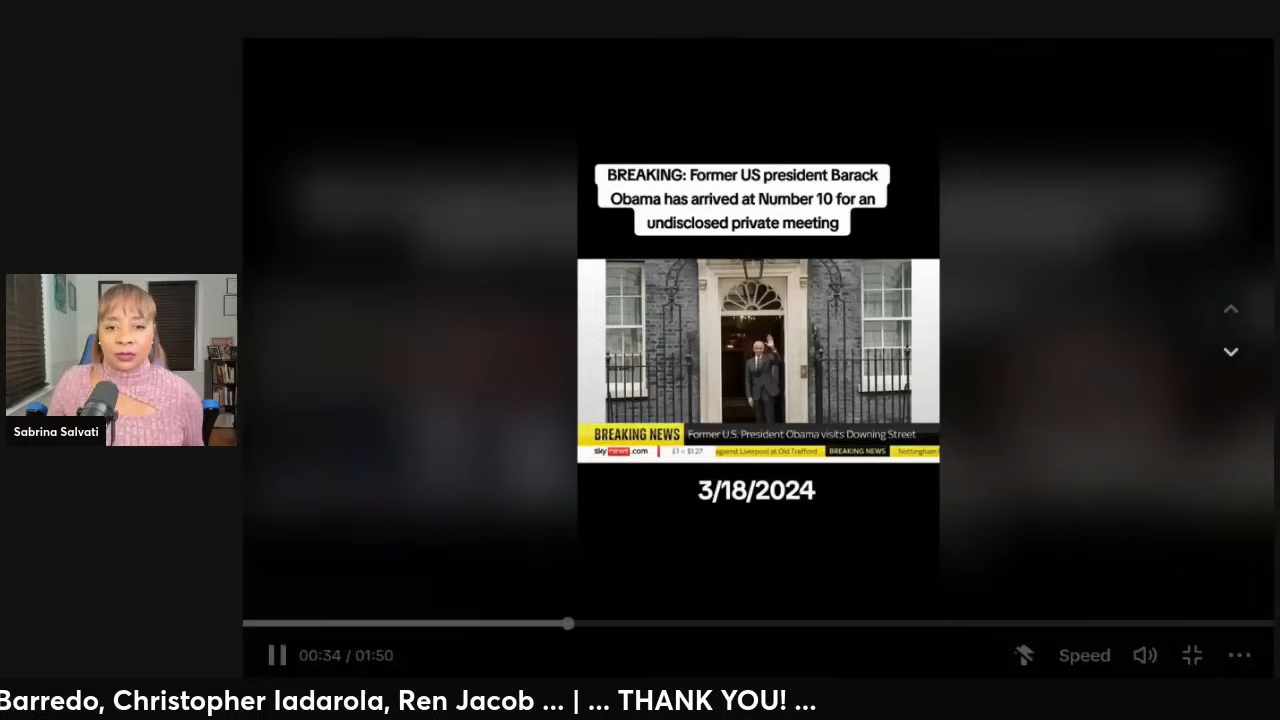 BREAKING: Former US president Barack
Obama has arrived at Number 10 for an
undisclosed private meeting
BREAKING NEWS Former U.S. President Obama visits Downing Street
sky news.com £1 = $1.27 against Liverpool at Old Trafford BREAKING NEWS Nottingham
3/18/2024
Sabrina Salvati
00:34 / 01:50
Speed
Barredo, Christopher Iadarola, Ren Jacob ... | ... THANK YOU! ...